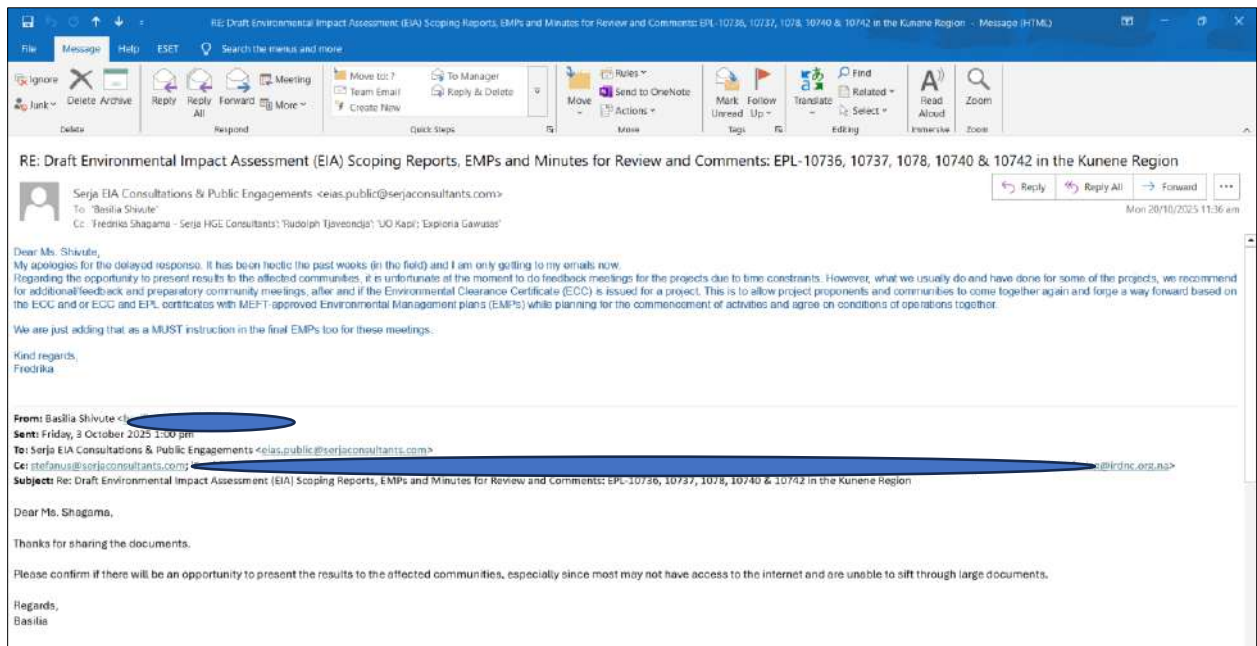 RE: Draft Environmental Impact Assessment (EIA) Scoping Reports, EMPs and Minutes for Review and Comments: EPL-10736, 10737, 1078, 10740 & 10742 in the Kunene Region - Message (HTML)
File Message Help ESET Search the menus and more
Ignore
Junk
Delete Archive
Reply Reply All Forward
Meeting
More
Move to: ?
Team Email
Create New
To Manager
Reply & Delete
Move
Rules
Send to OneNote
Actions
Mark Unread Follow Up
Translate
Find
Related
Select
Read Aloud
Zoom
Delete Respond Quick Steps Move Tags Editing Immersive Zoom
RE: Draft Environmental Impact Assessment (EIA) Scoping Reports, EMPs and Minutes for Review and Comments: EPL-10736, 10737, 1078, 10740 & 10742 in the Kunene Region
Serja EIA Consultations & Public Engagements <eias.public@serjaconsultants.com>
To 'Basilia Shivute'
Cc 'Fredrika Shagama - Serja HGE Consultants'; 'Rudolph Tjaveondja'; 'UO Kapi'; 'Expioria Gawusas'
Reply Reply All Forward ...
Mon 20/10/2025 11:36 am
Dear Ms. Shivute,
My apologies for the delayed response. It has been hectic the past weeks (in the field) and I am only getting to my emails now.
Regarding the opportunity to present results to the affected communities, it is unfortunate at the moment to do feedback meetings for the projects due to time constraints. However, what we usually do and have done for some of the projects, we recommend
for additional/feedback and preparatory community meetings, after and if the Environmental Clearance Certificate (ECC) is issued for a project. This is to allow project proponents and communities to come together again and forge a way forward based on
the ECC and or ECC and EPL certificates with MEFT-approved Environmental Management plans (EMPs) while planning for the commencement of activities and agree on conditions of operations together.
We are just adding that as a MUST instruction in the final EMPs too for these meetings.
Kind regards,
Fredrika
From: Basilia Shivute
Sent: Friday, 3 October 2025 1:00 pm
To: Serja EIA Consultations & Public Engagements <eias.public@serjaconsultants.com>
Cc: stefanus@serjaconsultants.com; @irdnc.org.na>
Subject: Re: Draft Environmental Impact Assessment (EIA) Scoping Reports, EMPs and Minutes for Review and Comments: EPL-10736, 10737, 1078, 10740 & 10742 in the Kunene Region
Dear Ms. Shagama,
Thanks for sharing the documents.
Please confirm if there will be an opportunity to present the results to the affected communities, especially since most may not have access to the internet and are unable to sift through large documents.
Regards,
Basilia